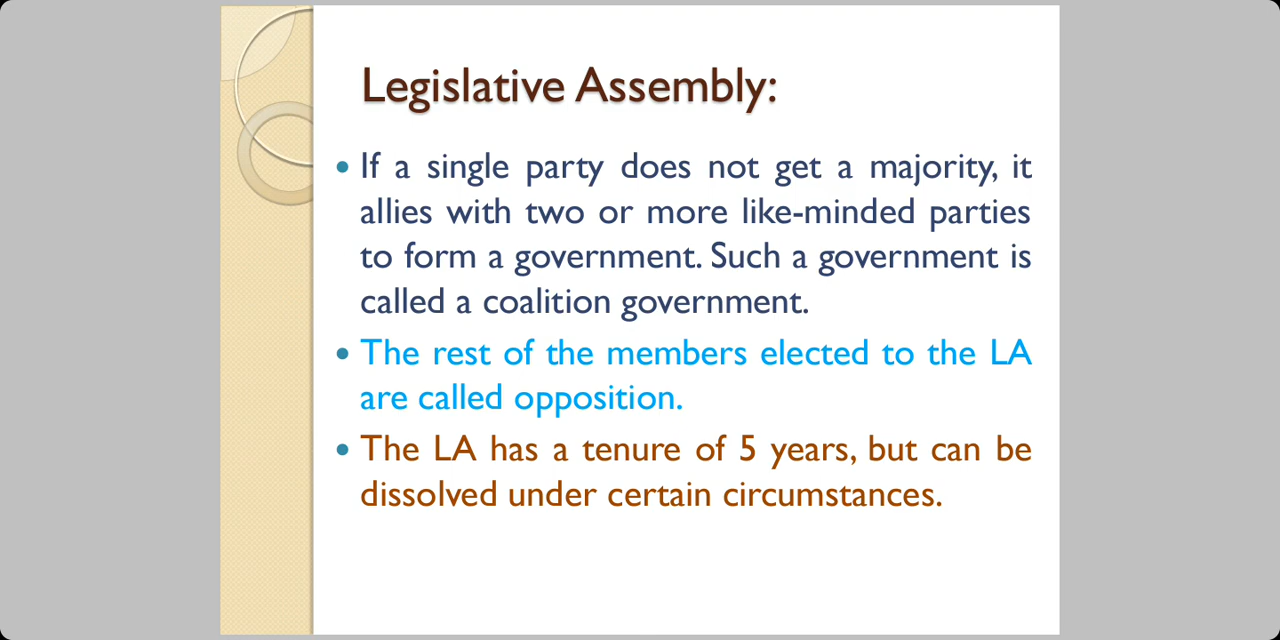 Legislative Assembly:
• If a single party does not get a majority, it
allies with two or more like-minded parties
to form a government. Such a government is
called a coalition government.
• The rest of the members elected to the LA
are called opposition.
• The LA has a tenure of 5 years, but can be
dissolved under certain circumstances.